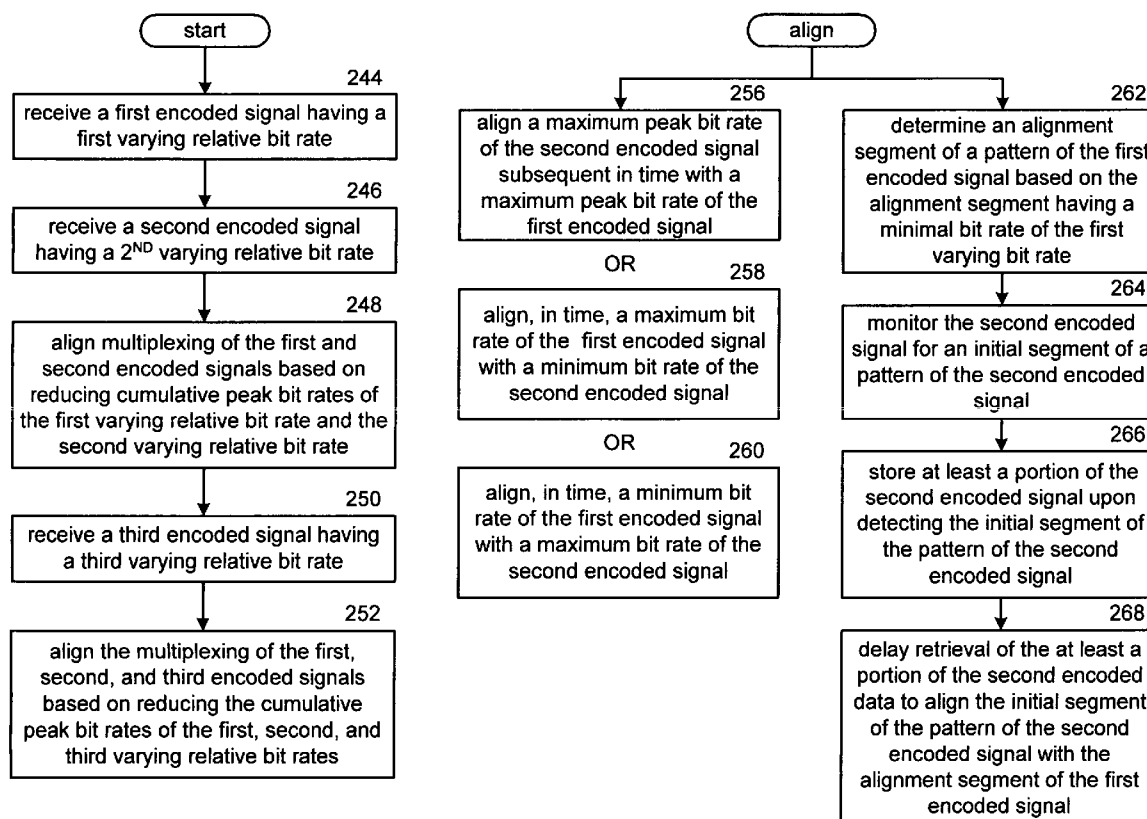 start
244
receive a first encoded signal having a
first varying relative bit rate
246
receive a second encoded signal
having a 2ND varying relative bit rate
248
align multiplexing of the first and
second encoded signals based on
reducing cumulative peak bit rates of
the first varying relative bit rate and the
second varying relative bit rate
250
receive a third encoded signal having
a third varying relative bit rate
252
align the multiplexing of the first,
second, and third encoded signals
based on reducing the cumulative
peak bit rates of the first, second, and
third varying relative bit rates
align
256
align a maximum peak bit rate
of the second encoded signal
subsequent in time with a
maximum peak bit rate of the
first encoded signal
OR
258
align, in time, a maximum bit
rate of the first encoded signal
with a minimum bit rate of the
second encoded signal
OR
260
align, in time, a minimum bit
rate of the first encoded signal
with a maximum bit rate of the
second encoded signal
262
determine an alignment
segment of a pattern of the first
encoded signal based on the
alignment segment having a
minimal bit rate of the first
varying bit rate
264
monitor the second encoded
signal for an initial segment of a
pattern of the second encoded
signal
266
store at least a portion of the
second encoded signal upon
detecting the initial segment of
the pattern of the second
encoded signal
268
delay retrieval of the at least a
portion of the second encoded
data to align the initial segment
of the pattern of the second
encoded signal with the
alignment segment of the first
encoded signal